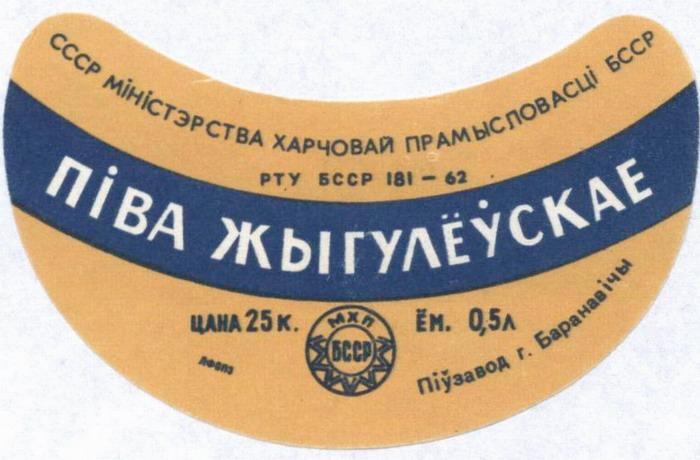 СССР МІНІСТЭРСТВА ХАРЧОВАЙ ПРАМЫСЛОВАСЦІ БССР
РТУ БССР 181 — 62
ПІВА ЖЫГУЛЁЎСКАЕ
ЦАНА 25 К.
МХП
БССР
ЁМ. 0,5 л
Піўзавод г. Баранавічы